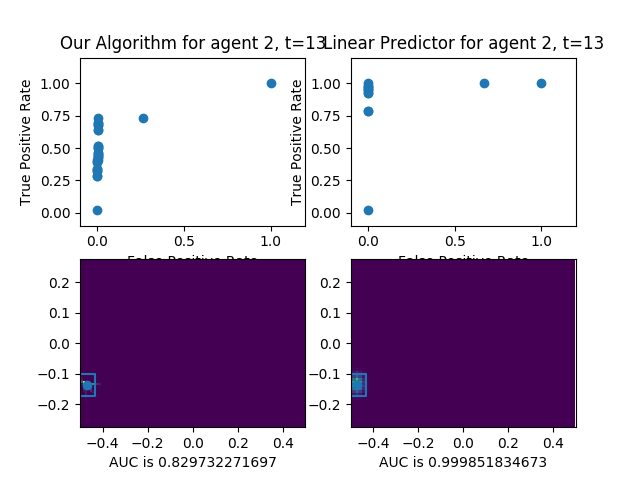 Our Algorithm for agent 2, t=13
Linear Predictor for agent 2, t=13
True Positive Rate
1.00
0.75
0.50
0.25
0.00
0.0 0.5 1.0
False Positive Rate
True Positive Rate
1.00
0.75
0.50
0.25
0.00
0.0 0.5 1.0
False Positive Rate
0.2
0.1
0.0
−0.1
−0.2
−0.4 −0.2 0.0 0.2 0.4
AUC is 0.829732271697
0.2
0.1
0.0
−0.1
−0.2
−0.4 −0.2 0.0 0.2 0.4
AUC is 0.999851834673